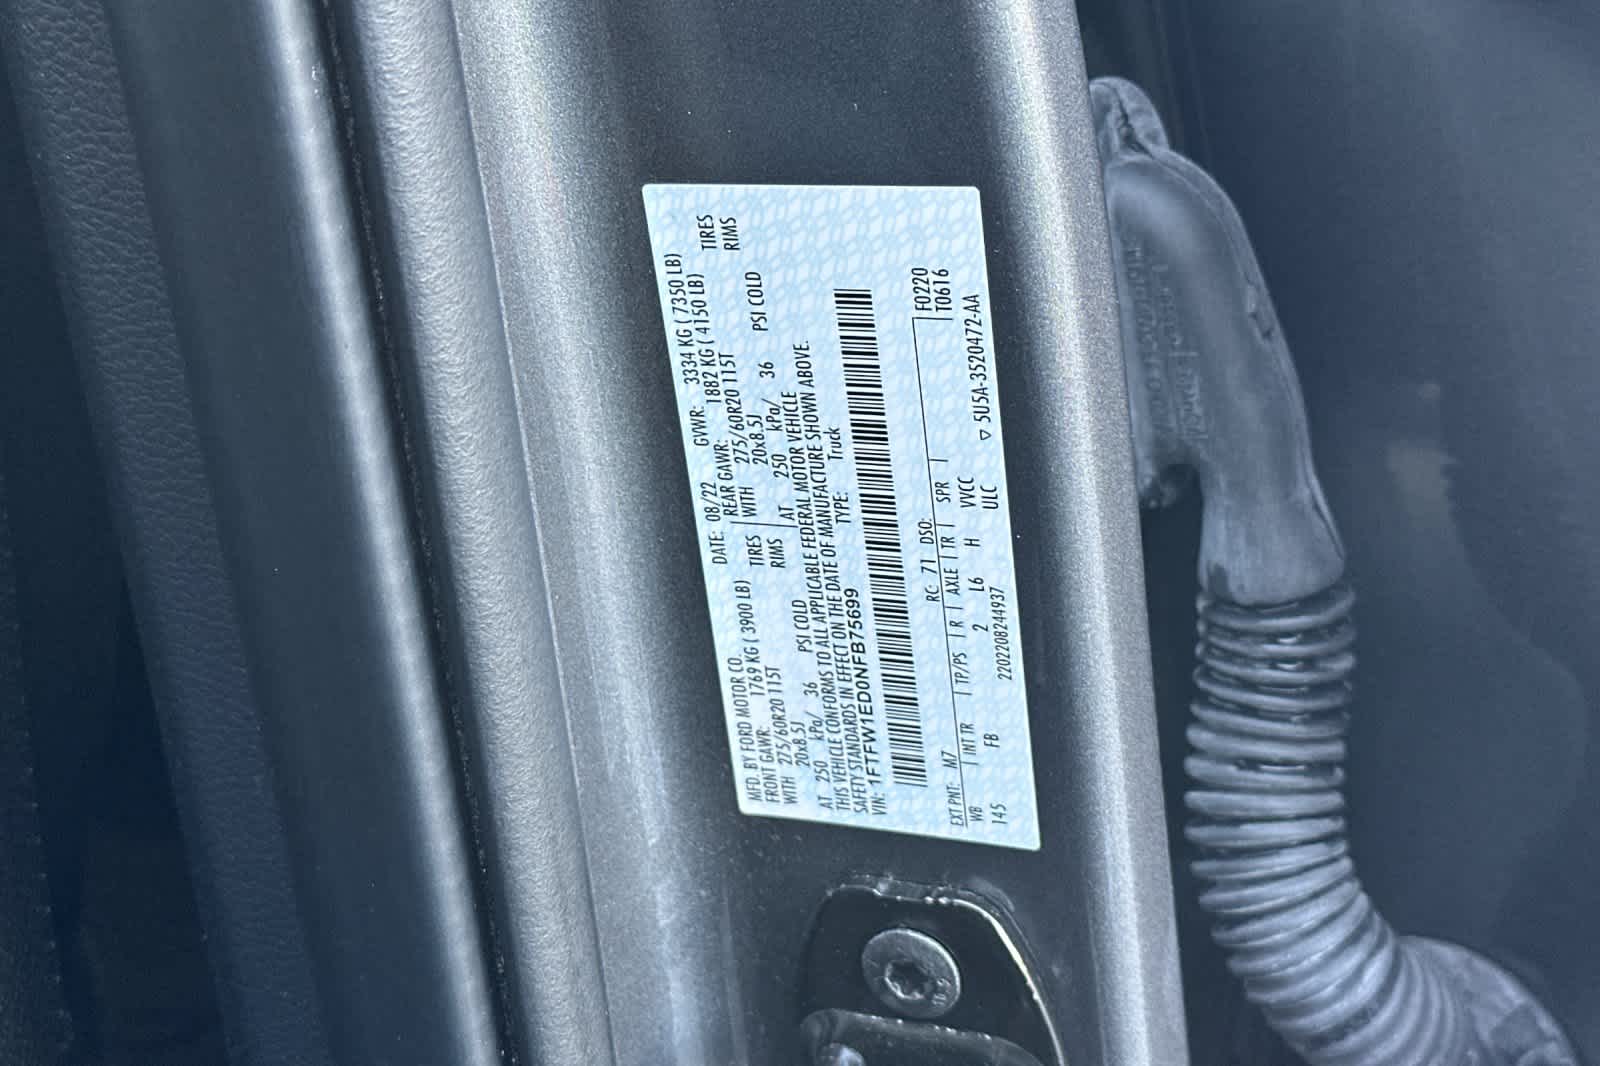 MFD. BY FORD MOTOR CO.
DATE: 08/22 GVWR: 3334 KG ( 7350 LB)
FRONT GAWR: 1769 KG ( 3900 LB)
REAR GAWR: 1882 KG ( 4150 LB)
WITH 275/60R20 115T TIRES
WITH 275/60R20 115T TIRES
20x8.5J RIMS
20x8.5J RIMS
AT 250 kPa/ 36 PSI COLD
AT 250 kPa/ 36 PSI COLD
THIS VEHICLE CONFORMS TO ALL APPLICABLE FEDERAL MOTOR VEHICLE
SAFETY STANDARDS IN EFFECT ON THE DATE OF MANUFACTURE SHOWN ABOVE.
VIN: 1FTFW1ED0NFB75699 TYPE: Truck
F0220
T0616
EXT PNT: M7 RC: 71 DSO:
WB INT TR TP/PS R AXLE TR SPR
145 FB 2 L6 H VVCC
2202208244937 ULC
5U5A-3520472-AA